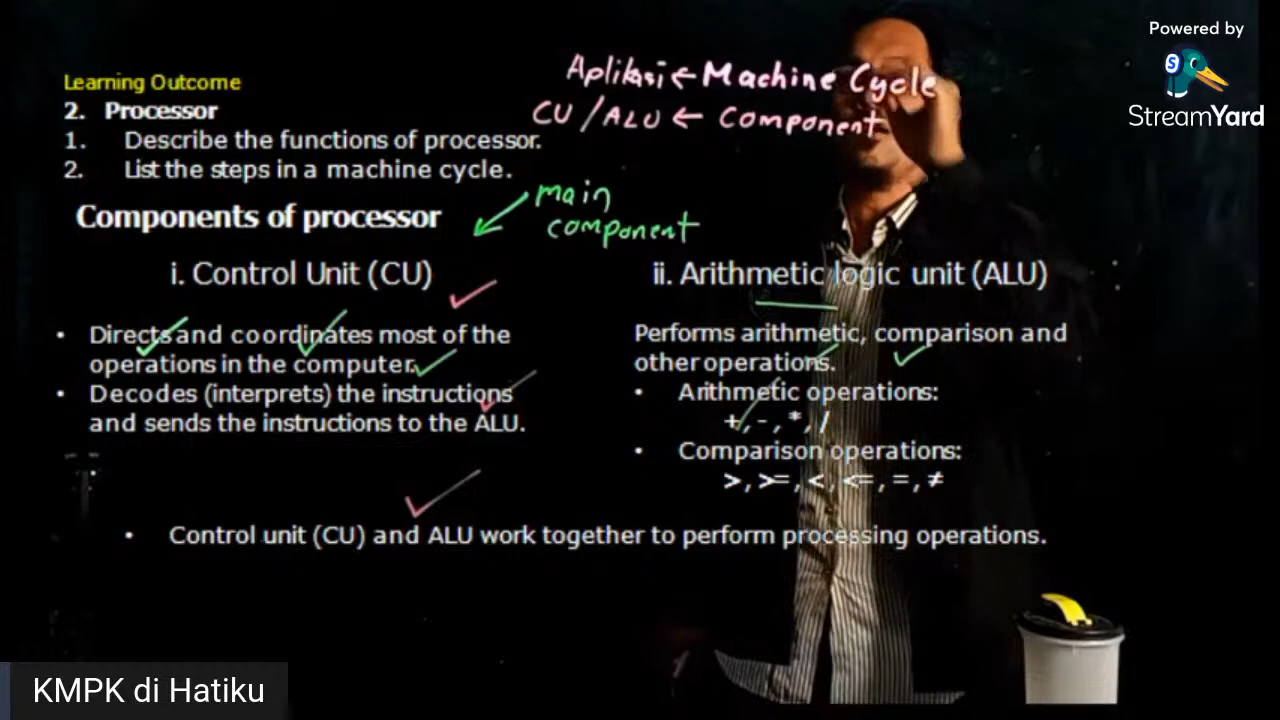 Powered by
StreamYard
Learning Outcome
2. Processor
1. Describe the functions of processor.
2. List the steps in a machine cycle.
Aplikasi ← Machine Cycle
CU / ALU ← Component
Components of processor
main
component
i. Control Unit (CU)
• Directs and coordinates most of the
operations in the computer.
• Decodes (interprets) the instructions
and sends the instructions to the ALU.
ii. Arithmetic logic unit (ALU)
Performs arithmetic, comparison and
other operations.
• Arithmetic operations:
+, -, *, /
• Comparison operations:
>, >=, <, <=, =, ≠
• Control unit (CU) and ALU work together to perform processing operations.
KMPK di Hatiku